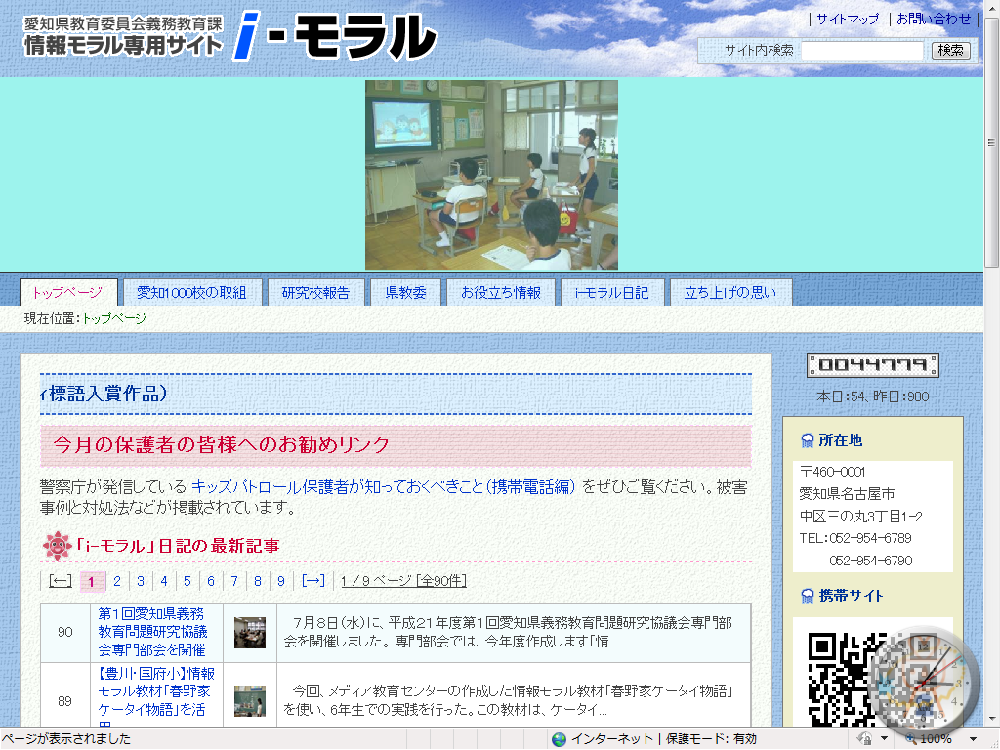 愛知県教育委員会義務教育課
情報モラル専用サイト i-モラル
| サイトマップ | お問い合わせ |
サイト内検索 検索
トップページ 愛知1000校の取組 研究校報告 県教委 お役立ち情報 i-モラル日記 立ち上げの思い
現在位置:トップページ
標語入賞作品)
今月の保護者の皆様へのお勧めリンク
警察庁が発信している キッズパトロール保護者が知っておくべきこと(携帯電話編) をぜひご覧ください。被害
事例と対処法などが掲載されています。
「i-モラル」日記の最新記事
[←] 1 2 3 4 5 6 7 8 9 [→] 1 / 9 ページ [全90件]
90
第1回愛知県義務
教育問題研究協議
会専門部会を開催
7月8日(水)に、平成21年度第1回愛知県義務教育問題研究協議会専門部
会を開催しました。専門部会では、今年度作成します「情...
89
【豊川・国府小】情報
モラル教材「春野家
ケータイ物語」を活
今回、メディア教育センターの作成した情報モラル教材「春野家ケータイ物語」
を使い、6年生での実践を行った。この教材は、ケータイ...
0044779
本日:54、昨日:980
所在地
〒460-0001
愛知県名古屋市
中区三の丸3丁目1-2
TEL:052-954-6789
052-954-6790
携帯サイト
ページが表示されました インターネット | 保護モード: 有効 100%